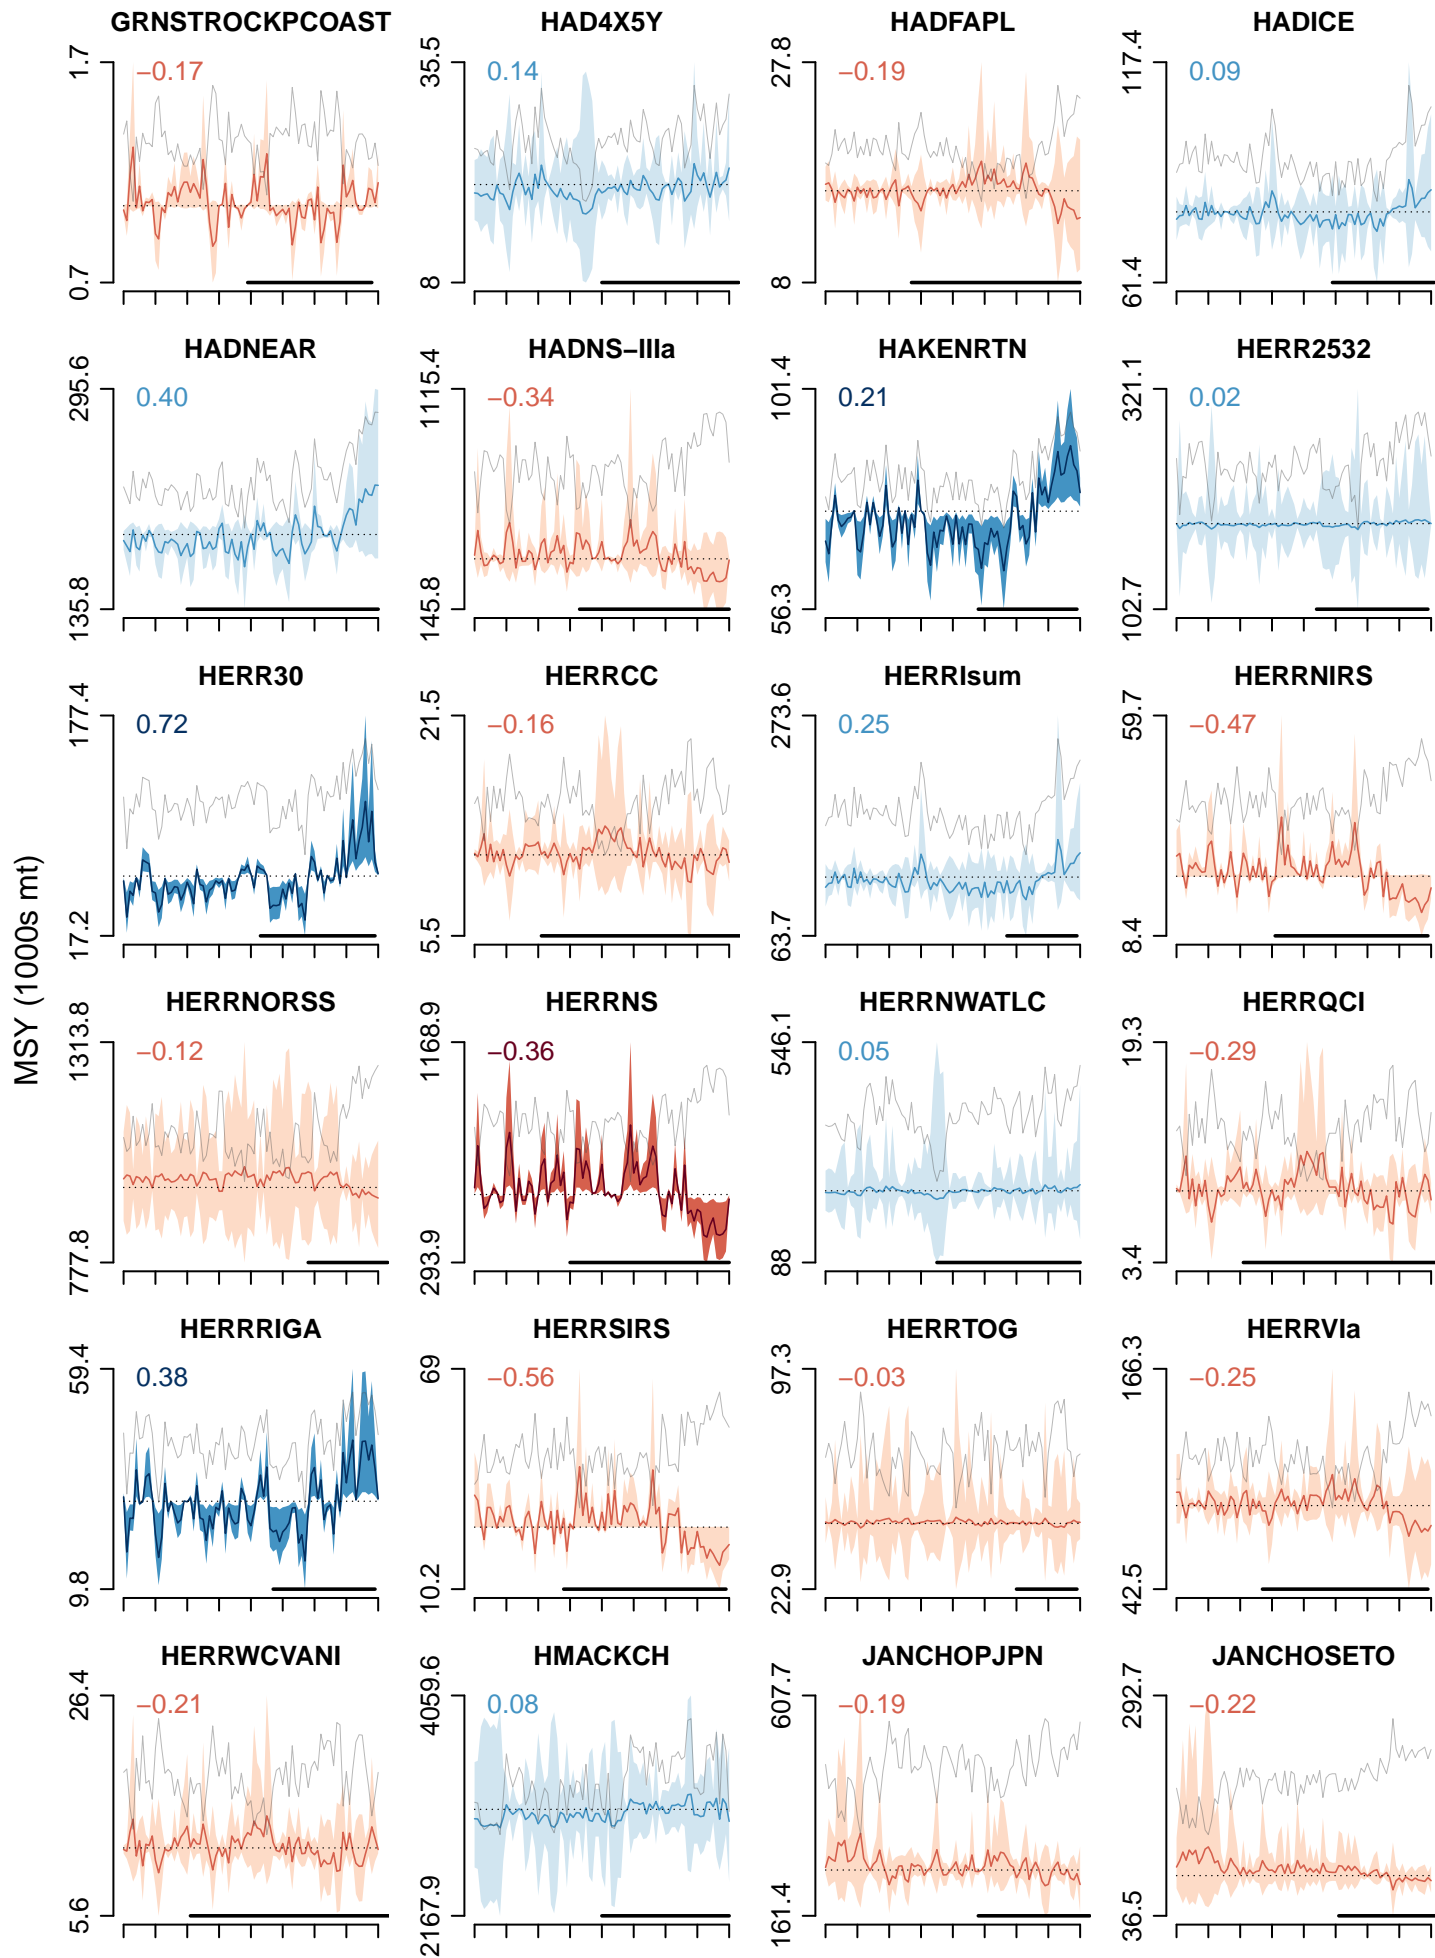 GRNSTROCKPCOAST HAD4X5Y HADFAPL HADICE
1.7 −0.17 35.5 0.14 27.8 −0.19 117.4 0.09
0.7 8 8 61.4
HADNEAR HADNS−IIIa HAKENRTN HERR2532
295.6 0.40 1115.4 −0.34 101.4 0.21 321.1 0.02
135.8 145.8 56.3 102.7
HERR30 HERRCC HERRIsum HERRNIRS
177.4 0.72 21.5 −0.16 273.6 0.25 59.7 −0.47
17.2 5.5 63.7 8.4
MSY (1000s mt)
HERRNORSS HERRNS HERRNWATLC HERRQCI
1313.8 −0.12 1168.9 −0.36 546.1 0.05 19.3 −0.29
777.8 293.9 88 3.4
HERRRIGA HERRSIRS HERRTOG HERRVIa
59.4 0.38 69 −0.56 97.3 −0.03 166.3 −0.25
9.8 10.2 22.9 42.5
HERRWCVANI HMACKCH JANCHOPJPN JANCHOSETO
26.4 −0.21 4059.6 0.08 607.7 −0.19 292.7 −0.22
5.6 2167.9 161.4 36.5